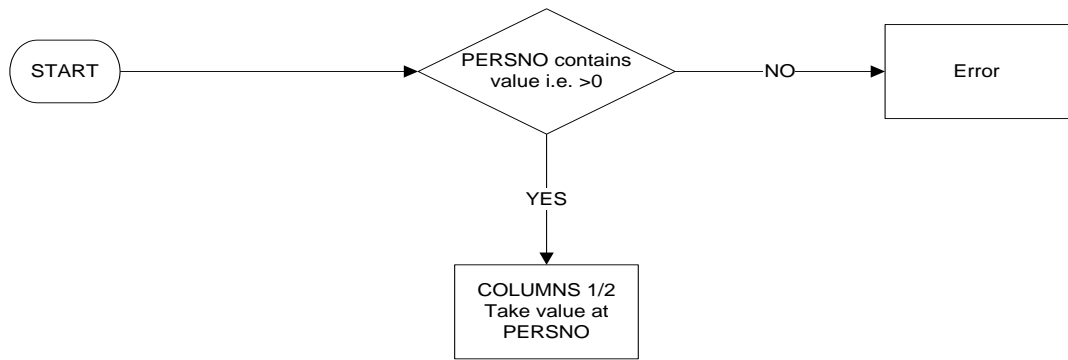 START
PERSNO contains
value i.e. >0
NO
Error
YES
COLUMNS 1/2
Take value at
PERSNO